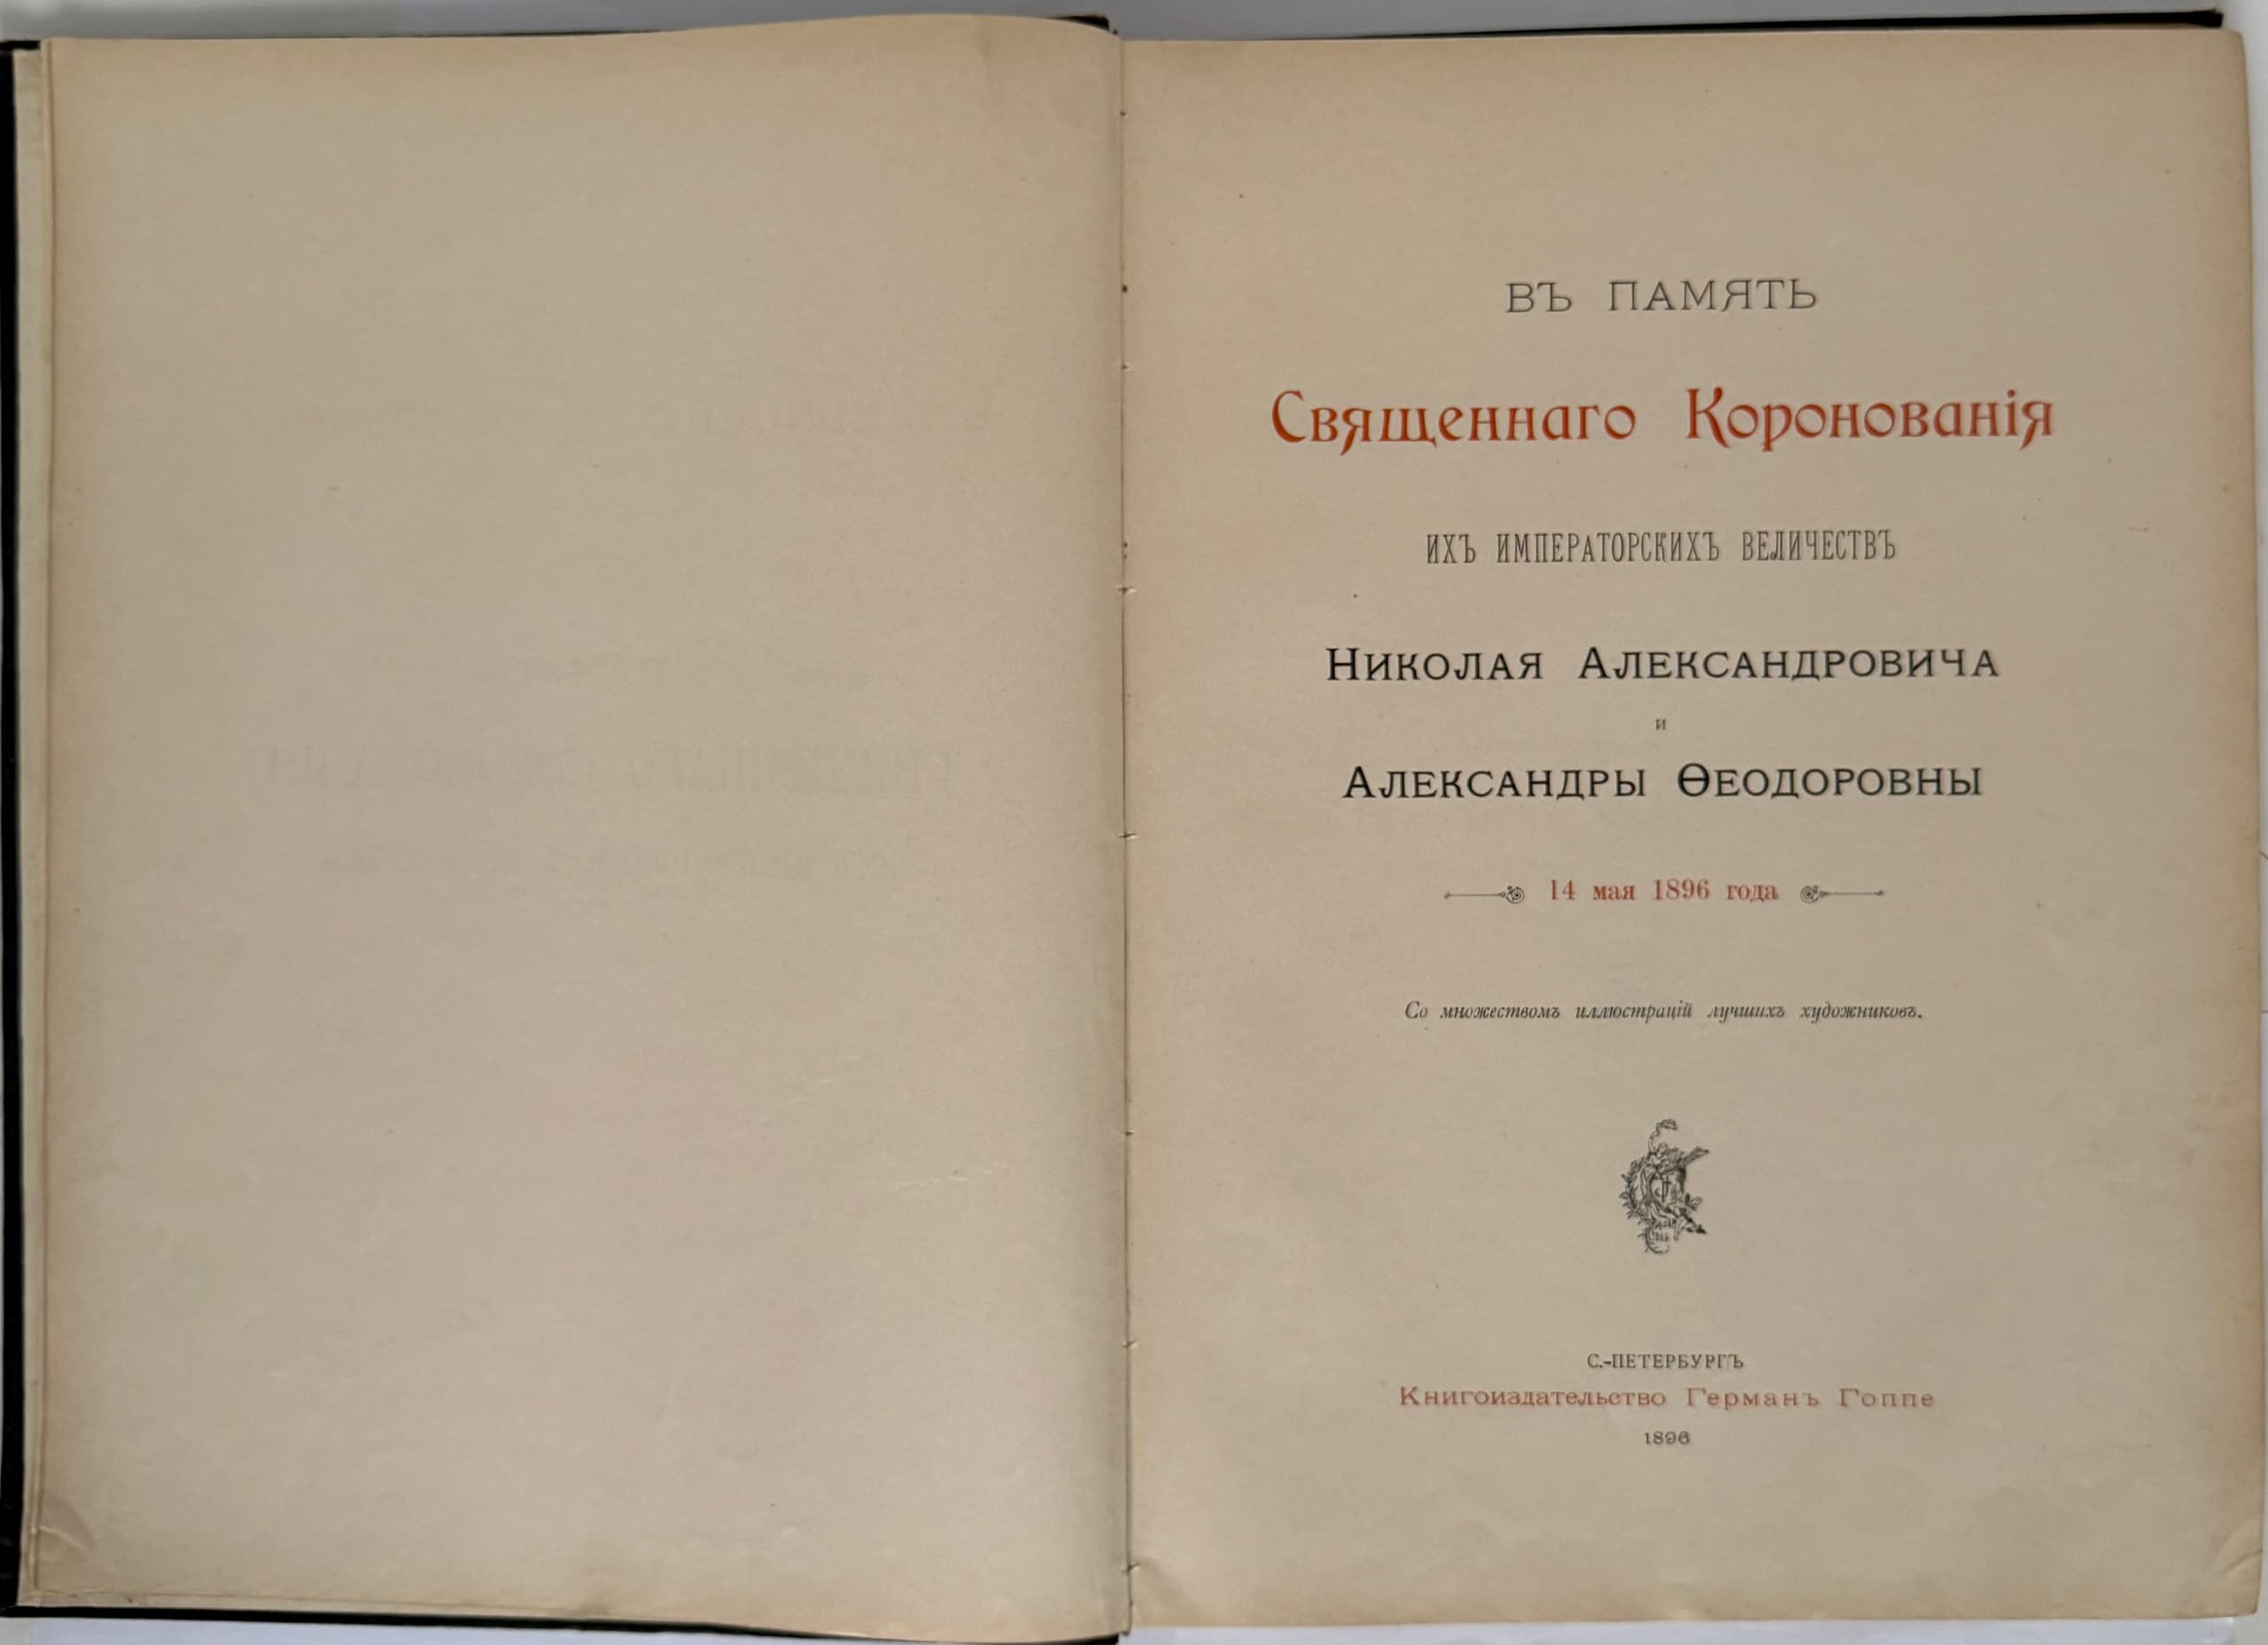 ВЪ ПАМЯТЬ
Священнаго Коронованія
ИХЪ ИМПЕРАТОРСКИХЪ ВЕЛИЧЕСТВЪ
НИКОЛАЯ АЛЕКСАНДРОВИЧА
И
АЛЕКСАНДРЫ ѲЕОДОРОВНЫ
14 мая 1896 года
Со множествомъ иллюстрацій лучшихъ художниковъ.
С.-ПЕТЕРБУРГЪ
Книгоиздательство Германъ Гоппе
1896